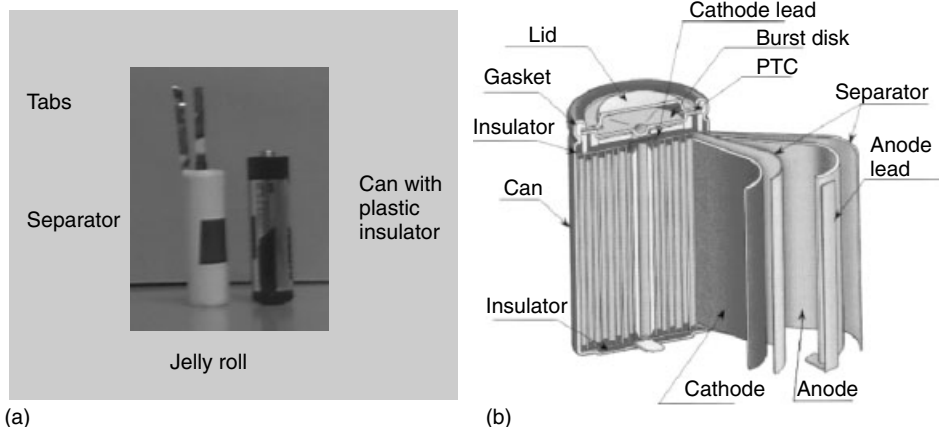 Tabs
Separator
Can with
plastic
insulator
Jelly roll
(a)
Cathode lead
Lid
Burst disk
Gasket
PTC
Separator
Insulator
Anode
lead
Can
Insulator
Cathode
Anode
(b)